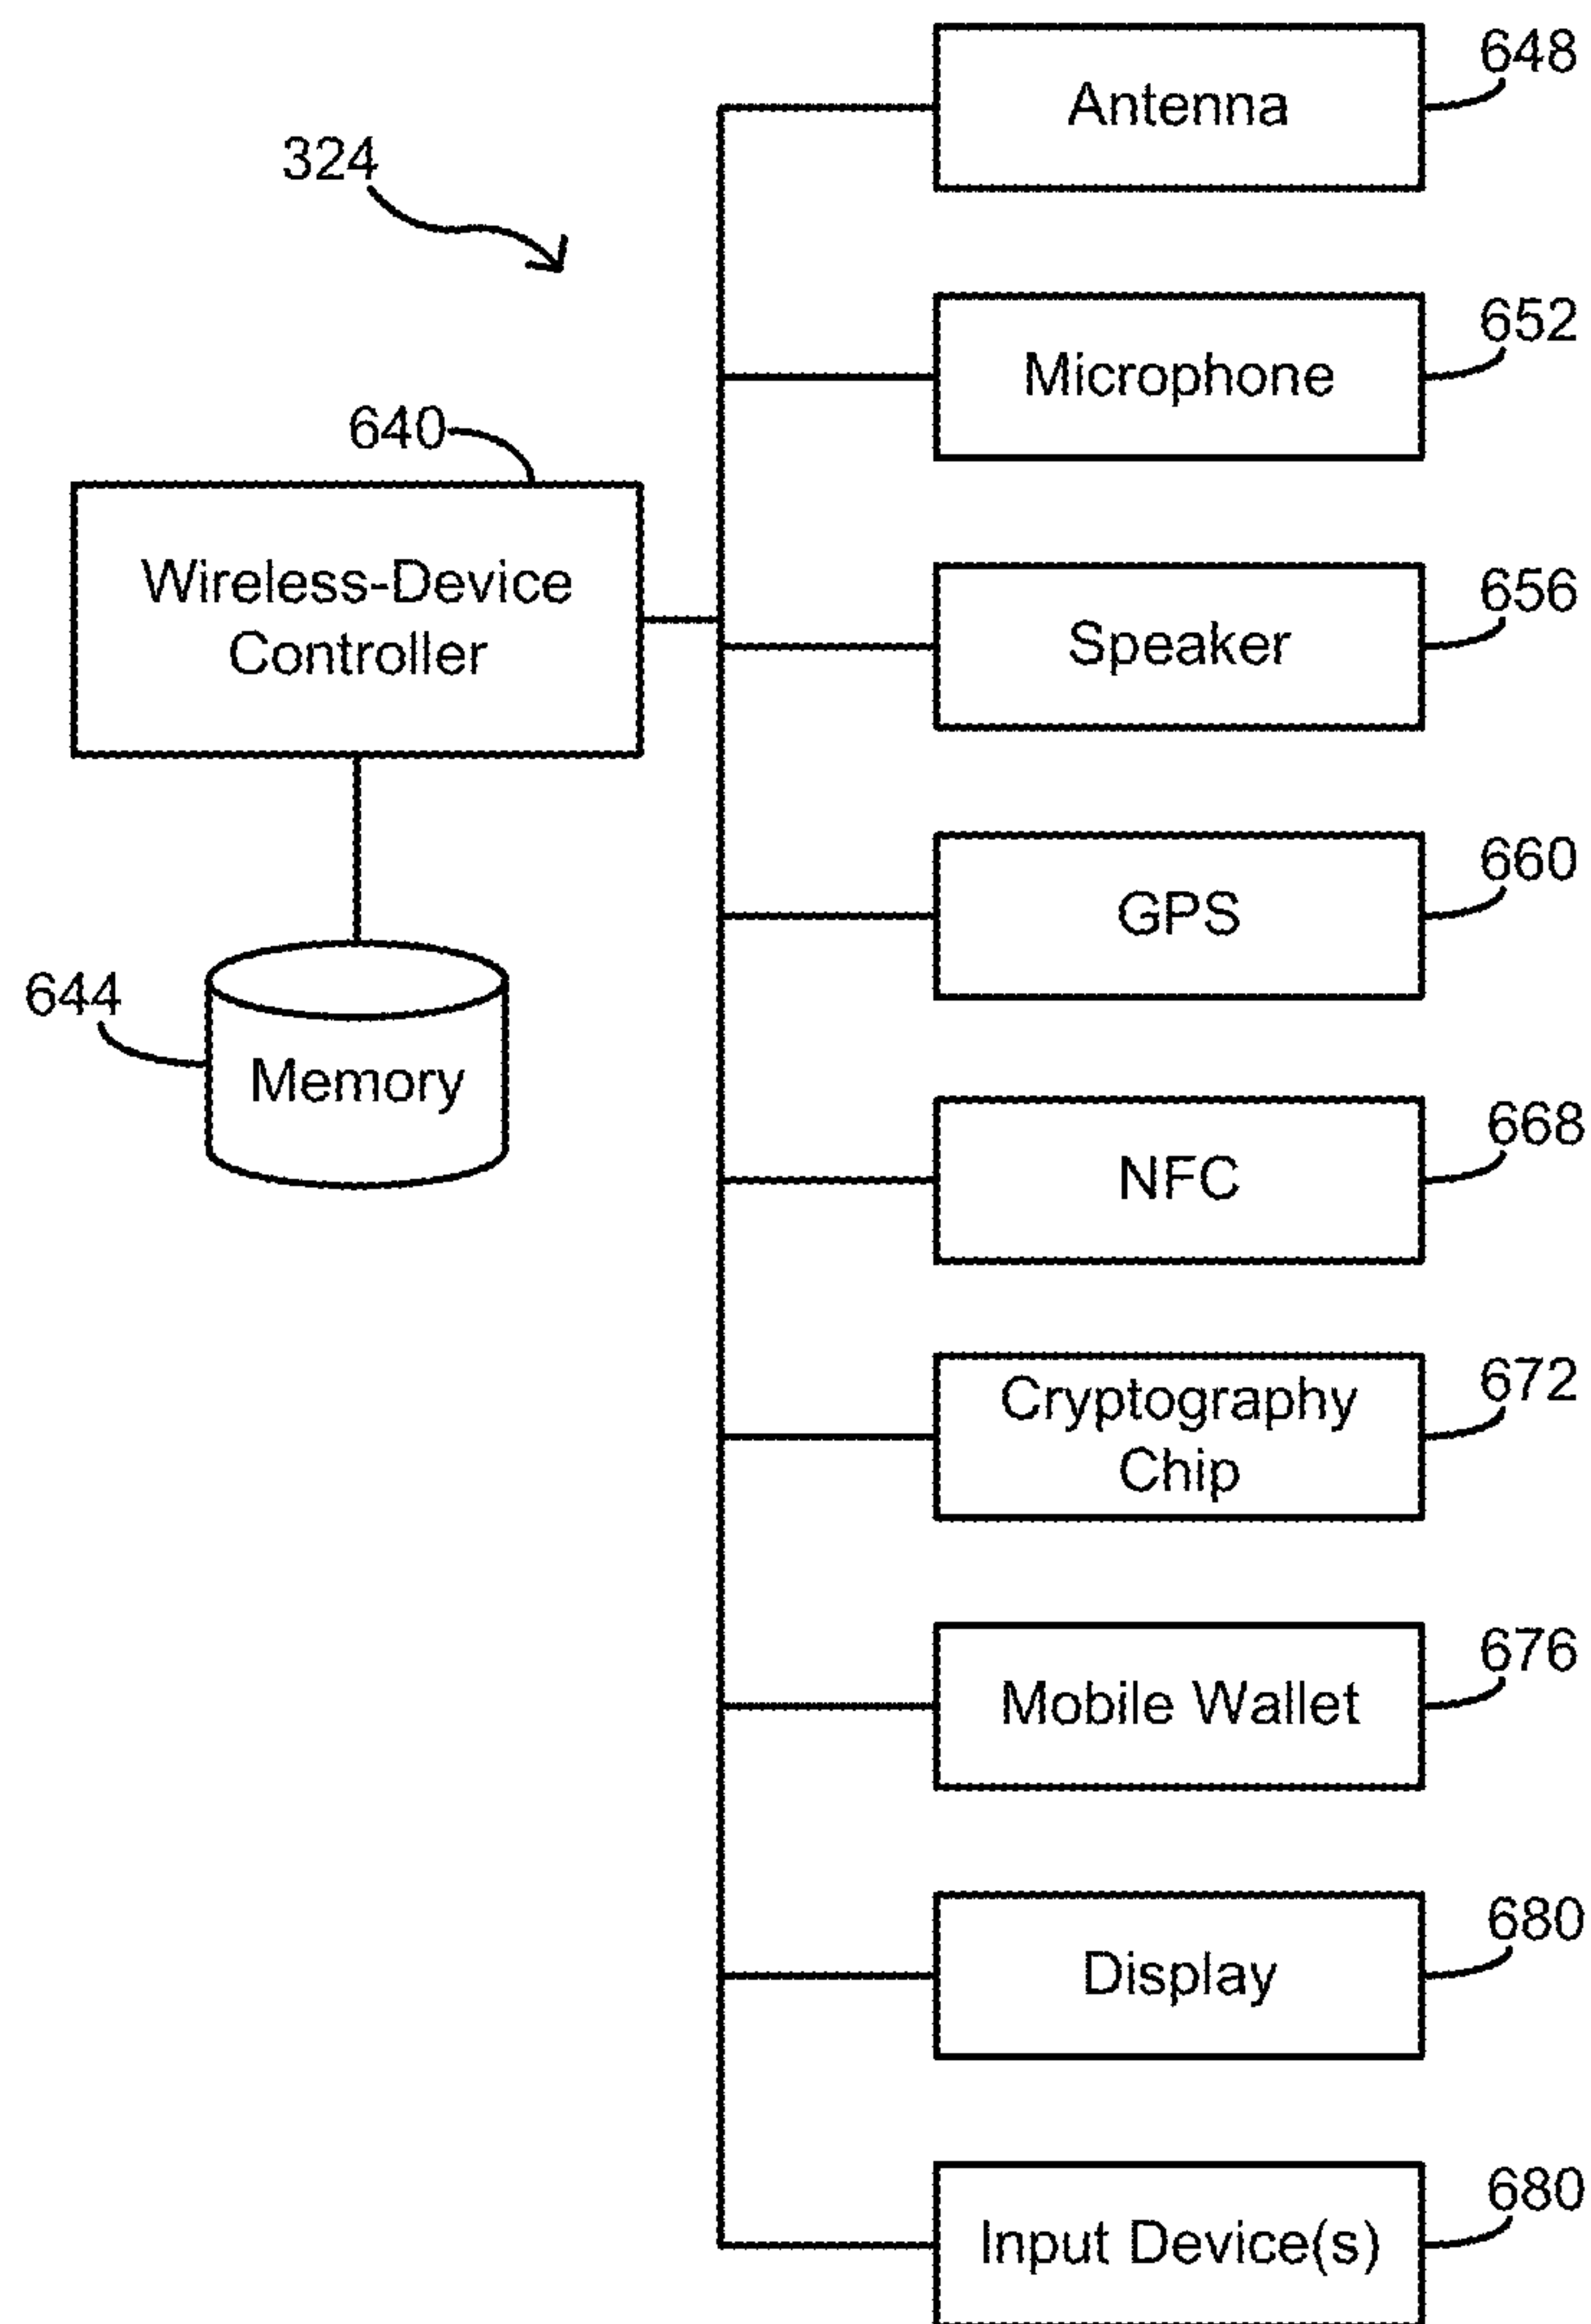 648
Antenna
324
652
Microphone
640
Wireless-Device
Controller
656
Speaker
660
GPS
644
Memory
668
NFC
672
Cryptography
Chip
676
Mobile Wallet
680
Display
680
Input Device(s)